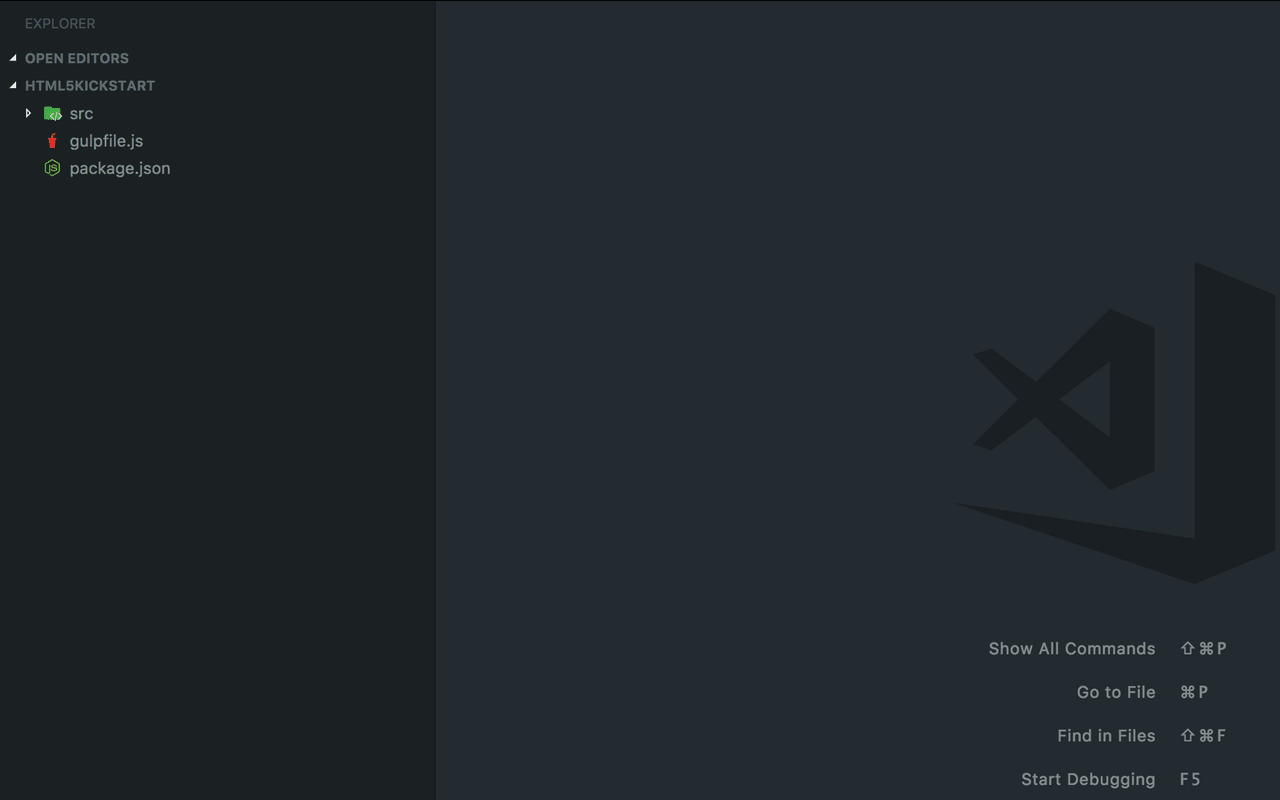 EXPLORER
OPEN EDITORS
HTML5KICKSTART
src
gulpfile.js
package.json
Show All Commands ⇧⌘P
Go to File ⌘P
Find in Files ⇧⌘F
Start Debugging F5